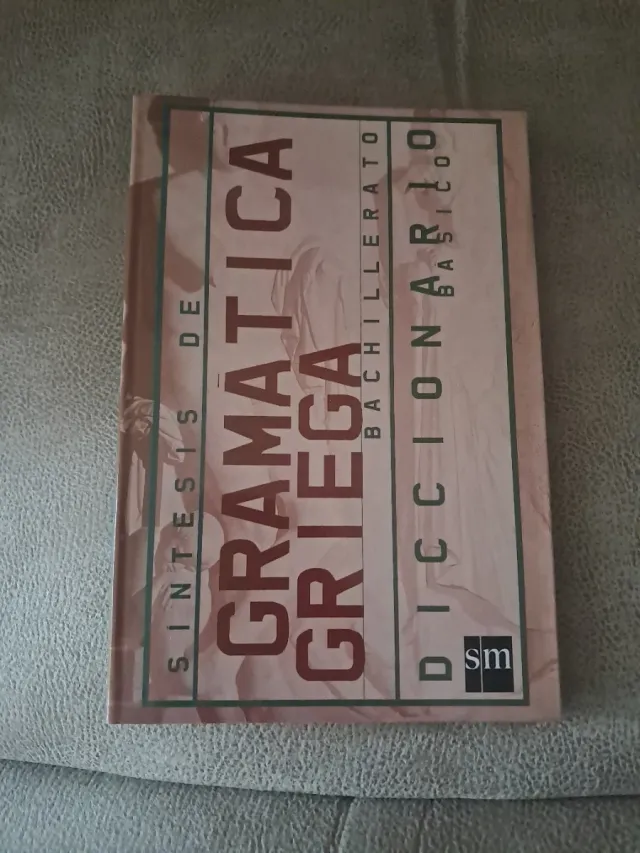 SINTESIS DE
GRAMÁTICA
GRIEGA
BACHILLERATO
DICCIONARIO
BÁSICO
sm